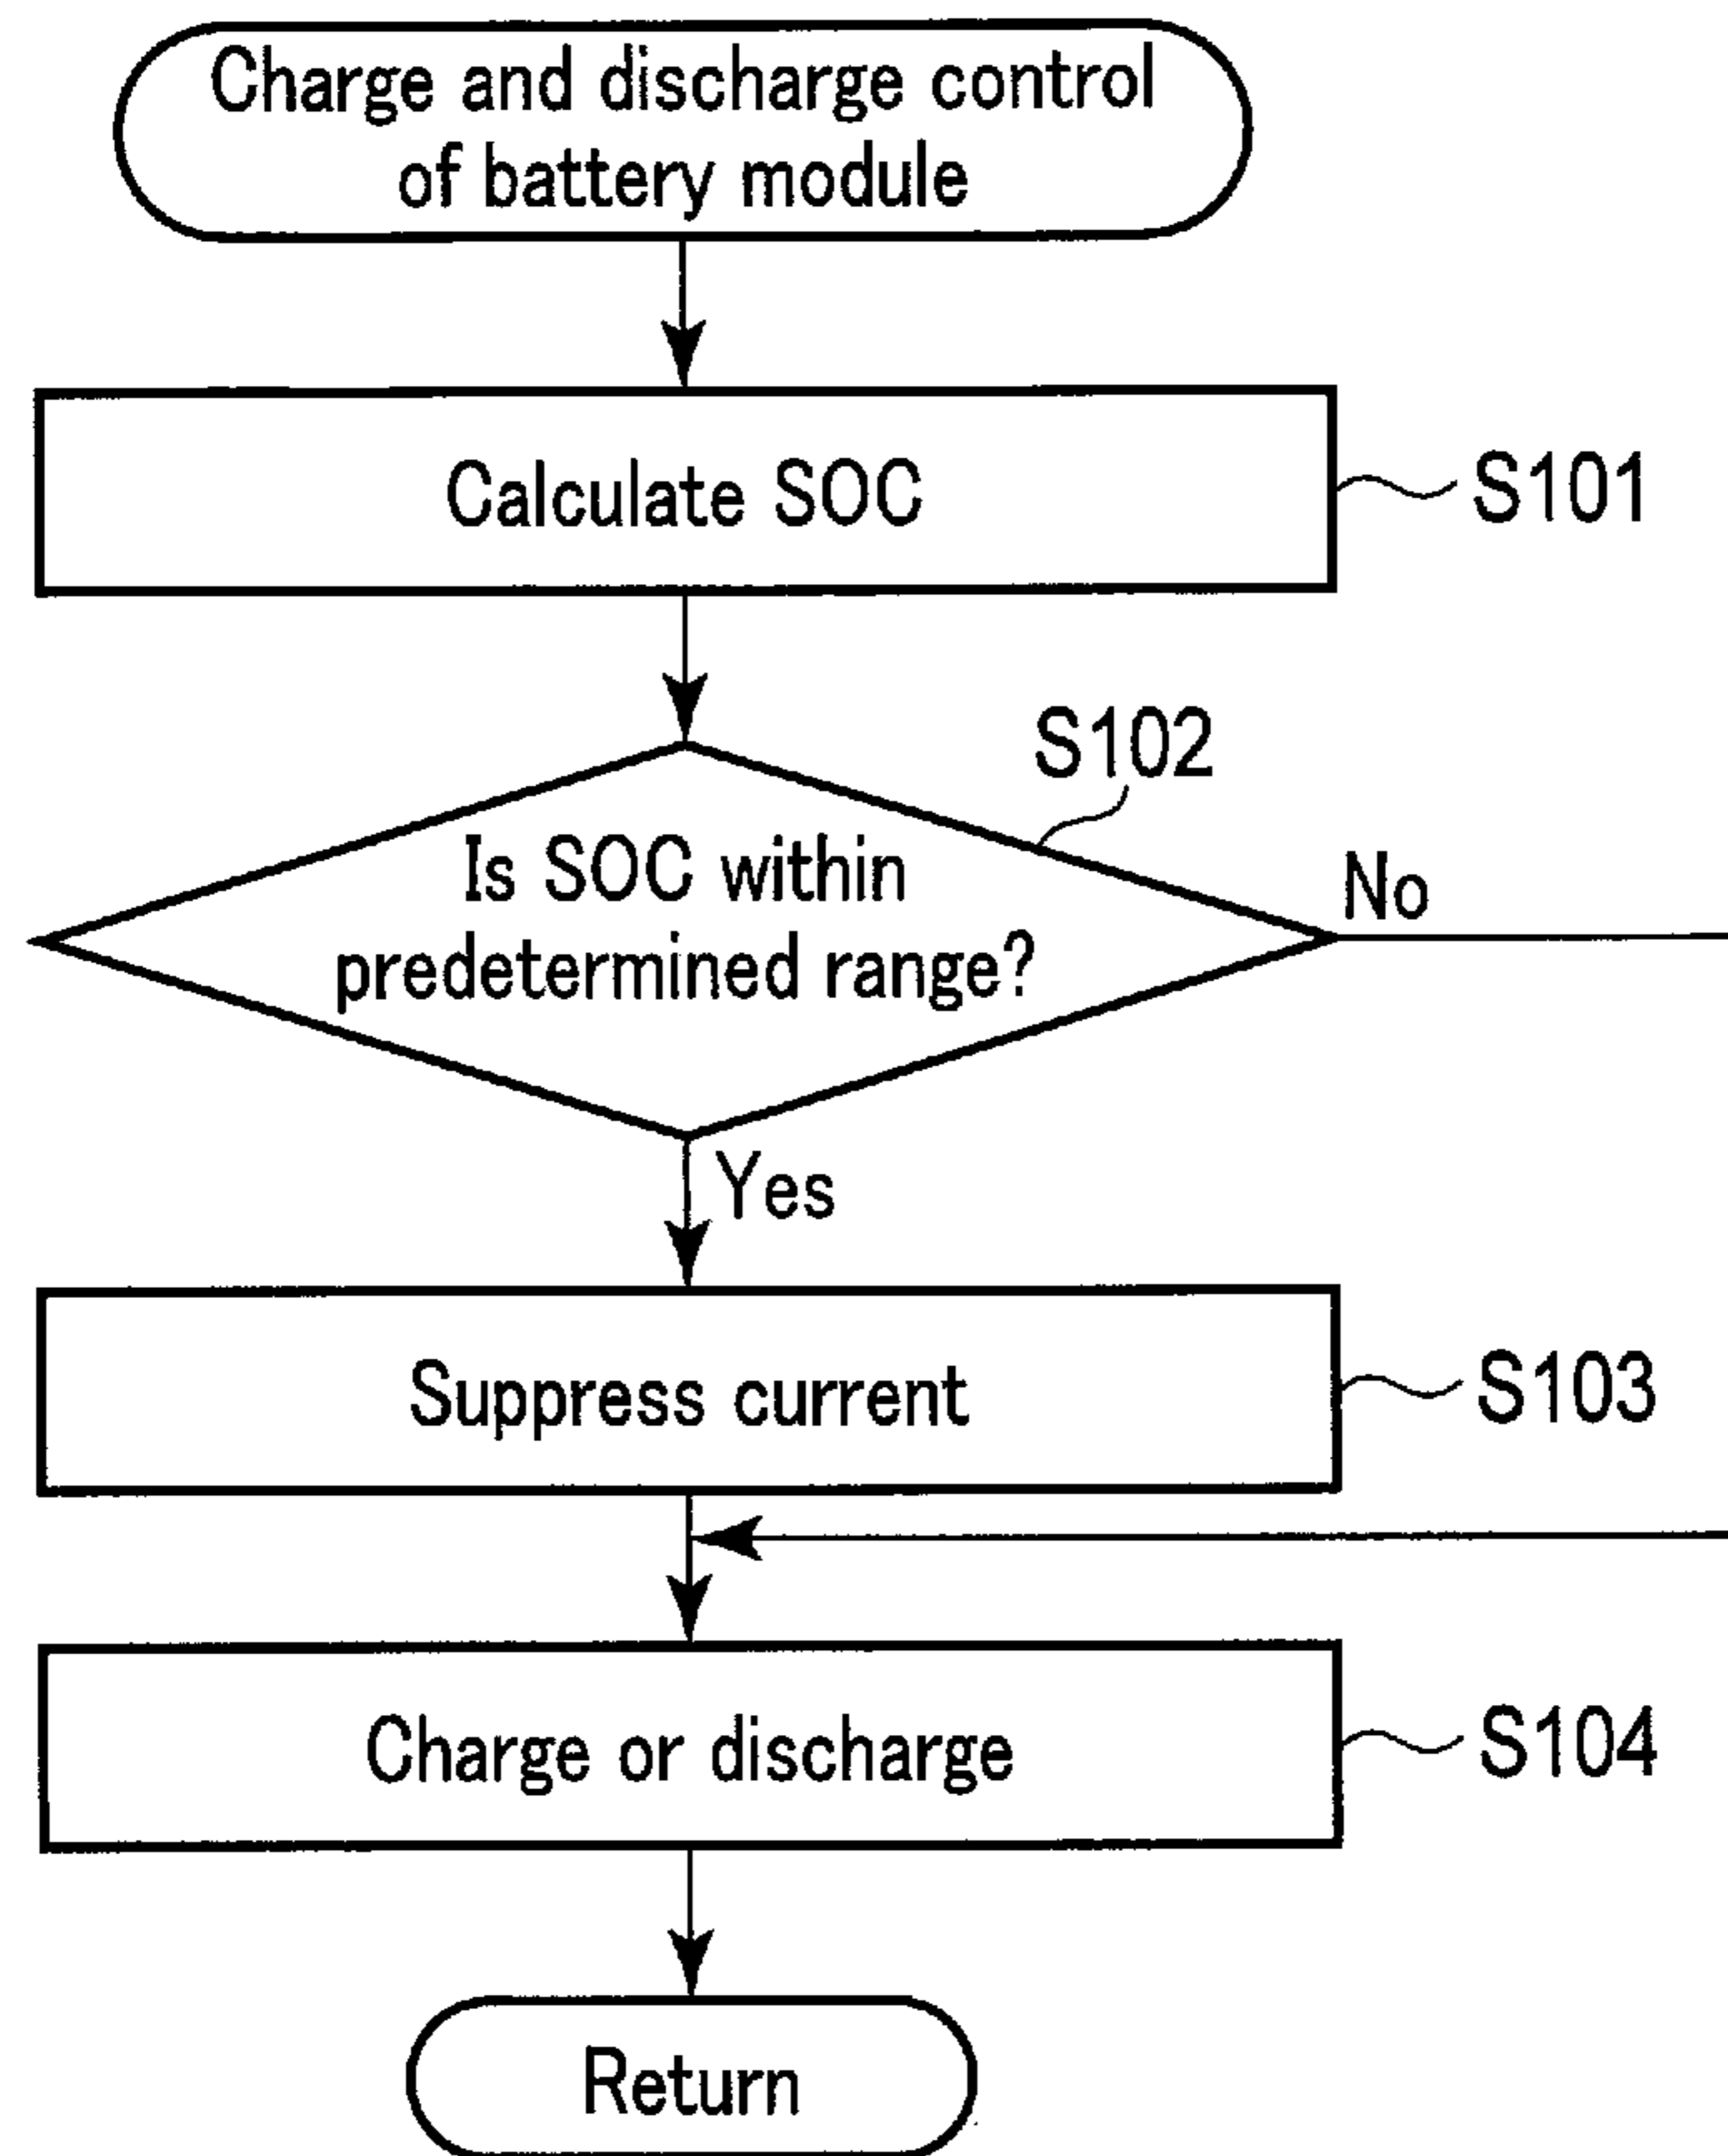 Charge and discharge control
of battery module
Calculate SOC
S101
S102
Is SOC within
predetermined range?
No
Yes
Suppress current
S103
Charge or discharge
S104
Return